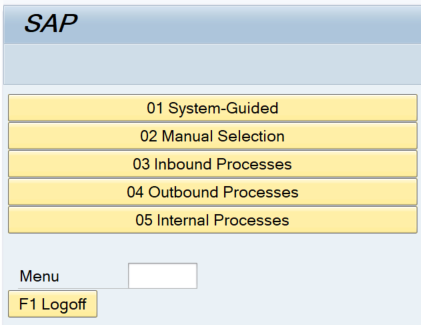 SAP
01 System-Guided
02 Manual Selection
03 Inbound Processes
04 Outbound Processes
05 Internal Processes
Menu
F1 Logoff